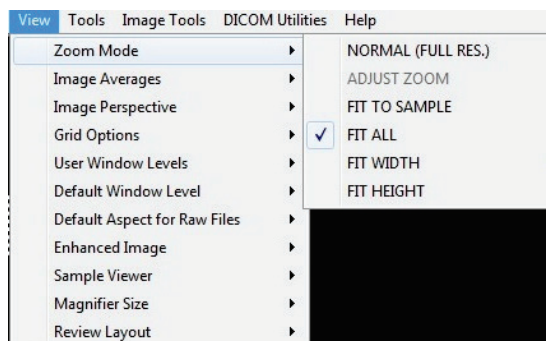 View Tools Image Tools DICOM Utilities Help
Zoom Mode
Image Averages
Image Perspective
Grid Options
User Window Levels
Default Window Level
Default Aspect for Raw Files
Enhanced Image
Sample Viewer
Magnifier Size
Review Layout
NORMAL (FULL RES.)
ADJUST ZOOM
FIT TO SAMPLE
FIT ALL
FIT WIDTH
FIT HEIGHT